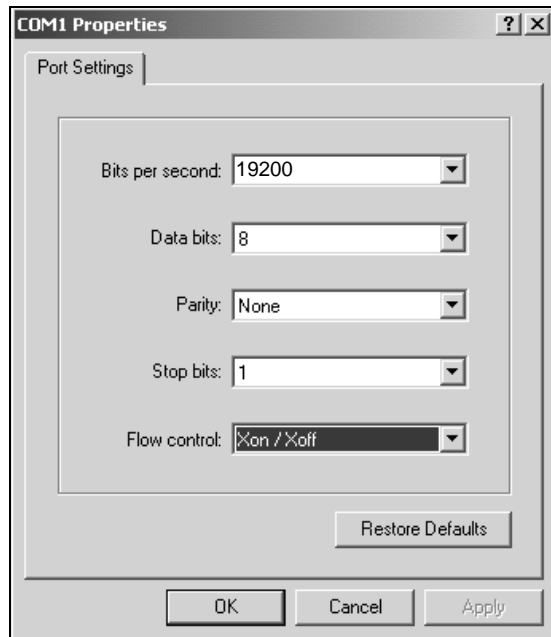 COM1 Properties
Port Settings
Bits per second: 19200
Data bits: 8
Parity: None
Stop bits: 1
Flow control: Xon / Xoff
Restore Defaults
OK Cancel Apply